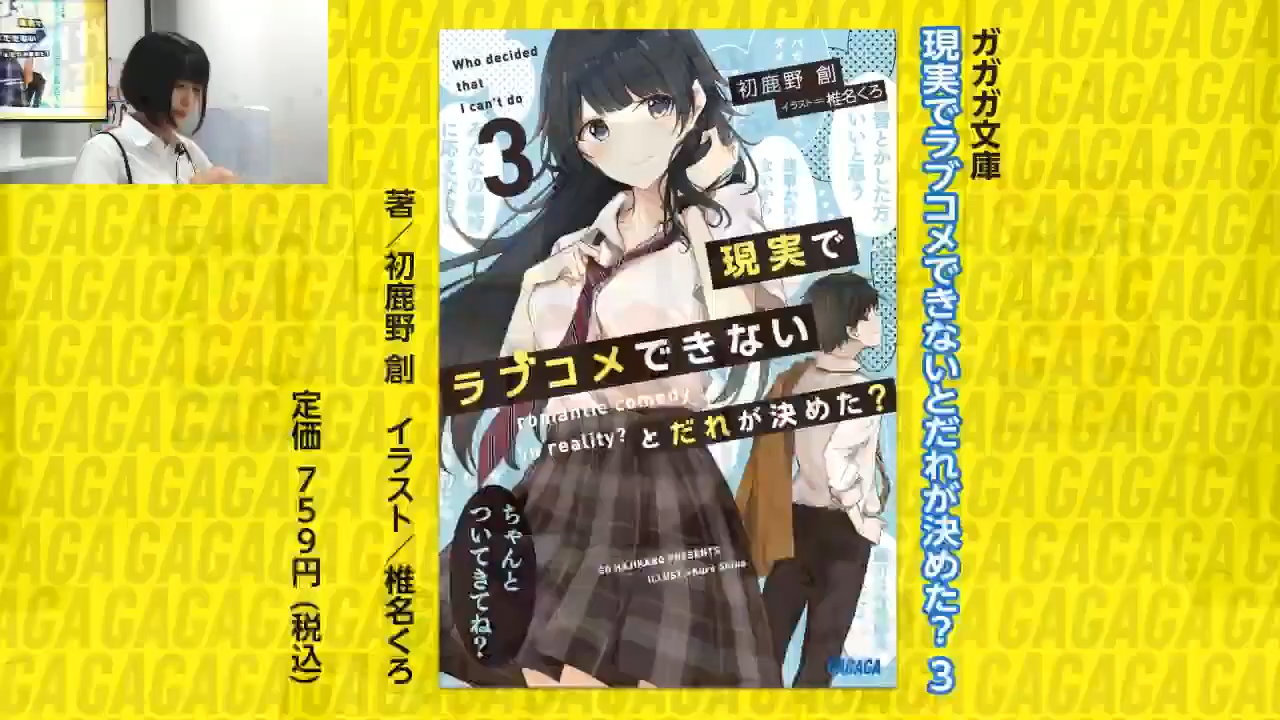 ガガガ文庫
現実でラブコメできないとだれが決めた? 3
Who decided
that
I can't do
3
初鹿野 創
イラスト=椎名くろ
現実で
ラブコメできない
romantic comedy
in reality?
とだれが決めた?
ちゃんと
ついてきてね?
SO HAJIKANO PRESENTS
ILLUST.=Kuro Shina
GAGAGA
著/初鹿野 創 イラスト/椎名くろ
定価 759円(税込)